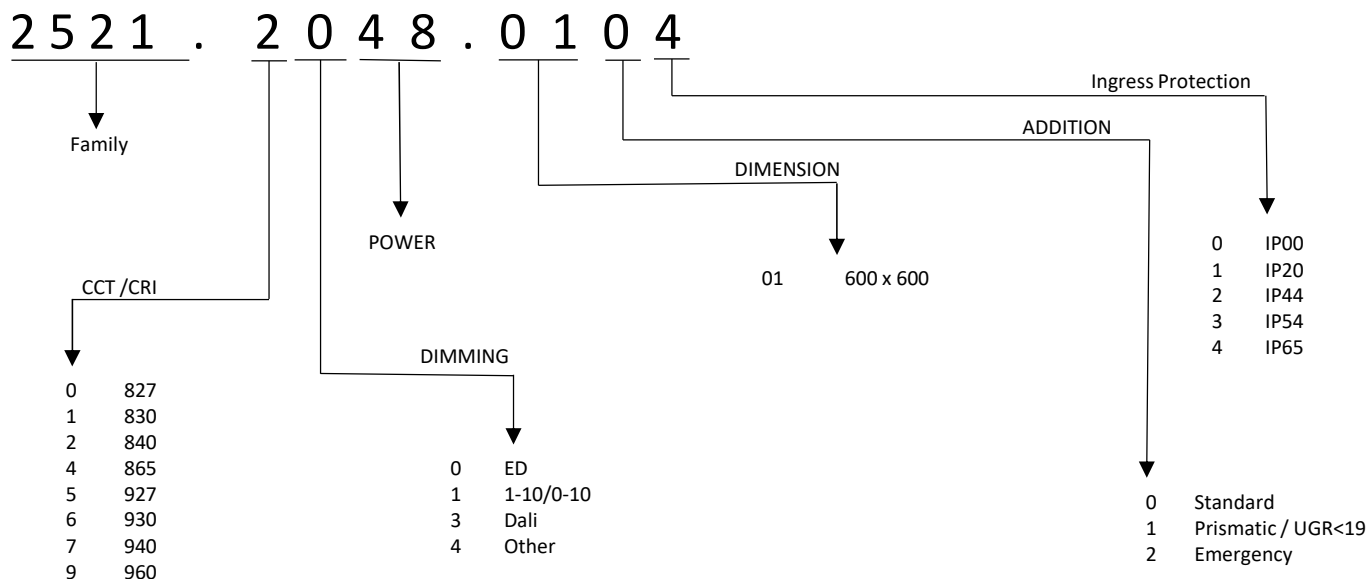 2521.2048.0104
Ingress Protection
ADDITION
Family
DIMENSION
POWER
0 IP00
1 IP20
2 IP44
3 IP54
4 IP65
01 600 x 600
CCT /CRI
DIMMING
0 827
1 830
2 840
4 865
5 927
6 930
7 940
9 960
0 ED
1 1-10/0-10
3 Dali
4 Other
0 Standard
1 Prismatic / UGR<19
2 Emergency